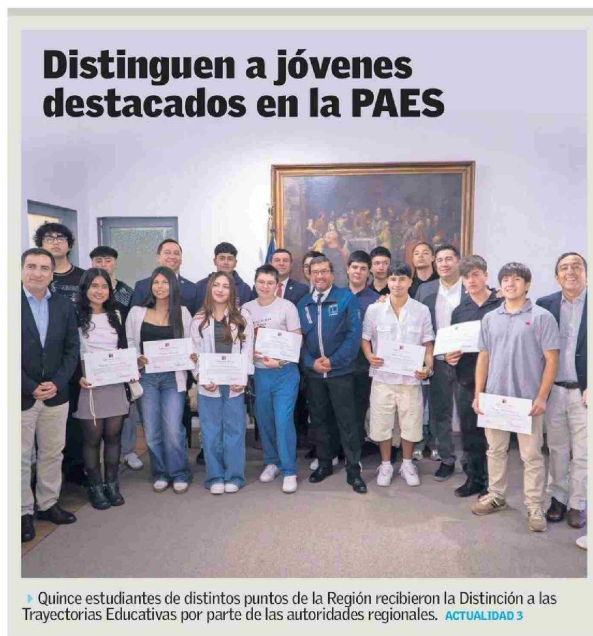 Distinguen a jóvenes
destacados en la PAES
Quince estudiantes de distintos puntos de la Región recibieron la Distinción a las
Trayectorias Educativas por parte de las autoridades regionales. ACTUALIDAD 3